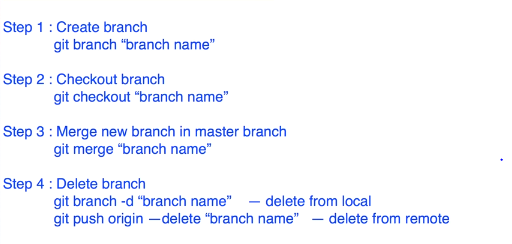 Step 1 : Create branch
git branch “branch name”
Step 2 : Checkout branch
git checkout “branch name”
Step 3 : Merge new branch in master branch
git merge “branch name”
Step 4 : Delete branch
git branch -d “branch name” — delete from local
git push origin —delete “branch name” — delete from remote